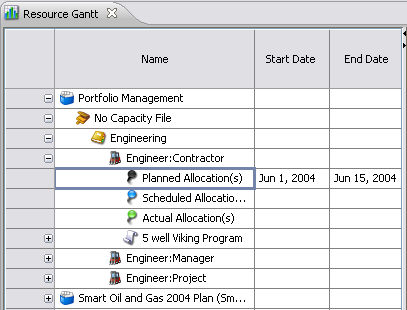 Resource Gantt
Name Start Date End Date
Portfolio Management
No Capacity File
Engineering
Engineer:Contractor
Planned Allocation(s) Jun 1, 2004 Jun 15, 2004
Scheduled Allocatio...
Actual Allocation(s)
5 well Viking Program
Engineer:Manager
Engineer:Project
Smart Oil and Gas 2004 Plan (Sm...